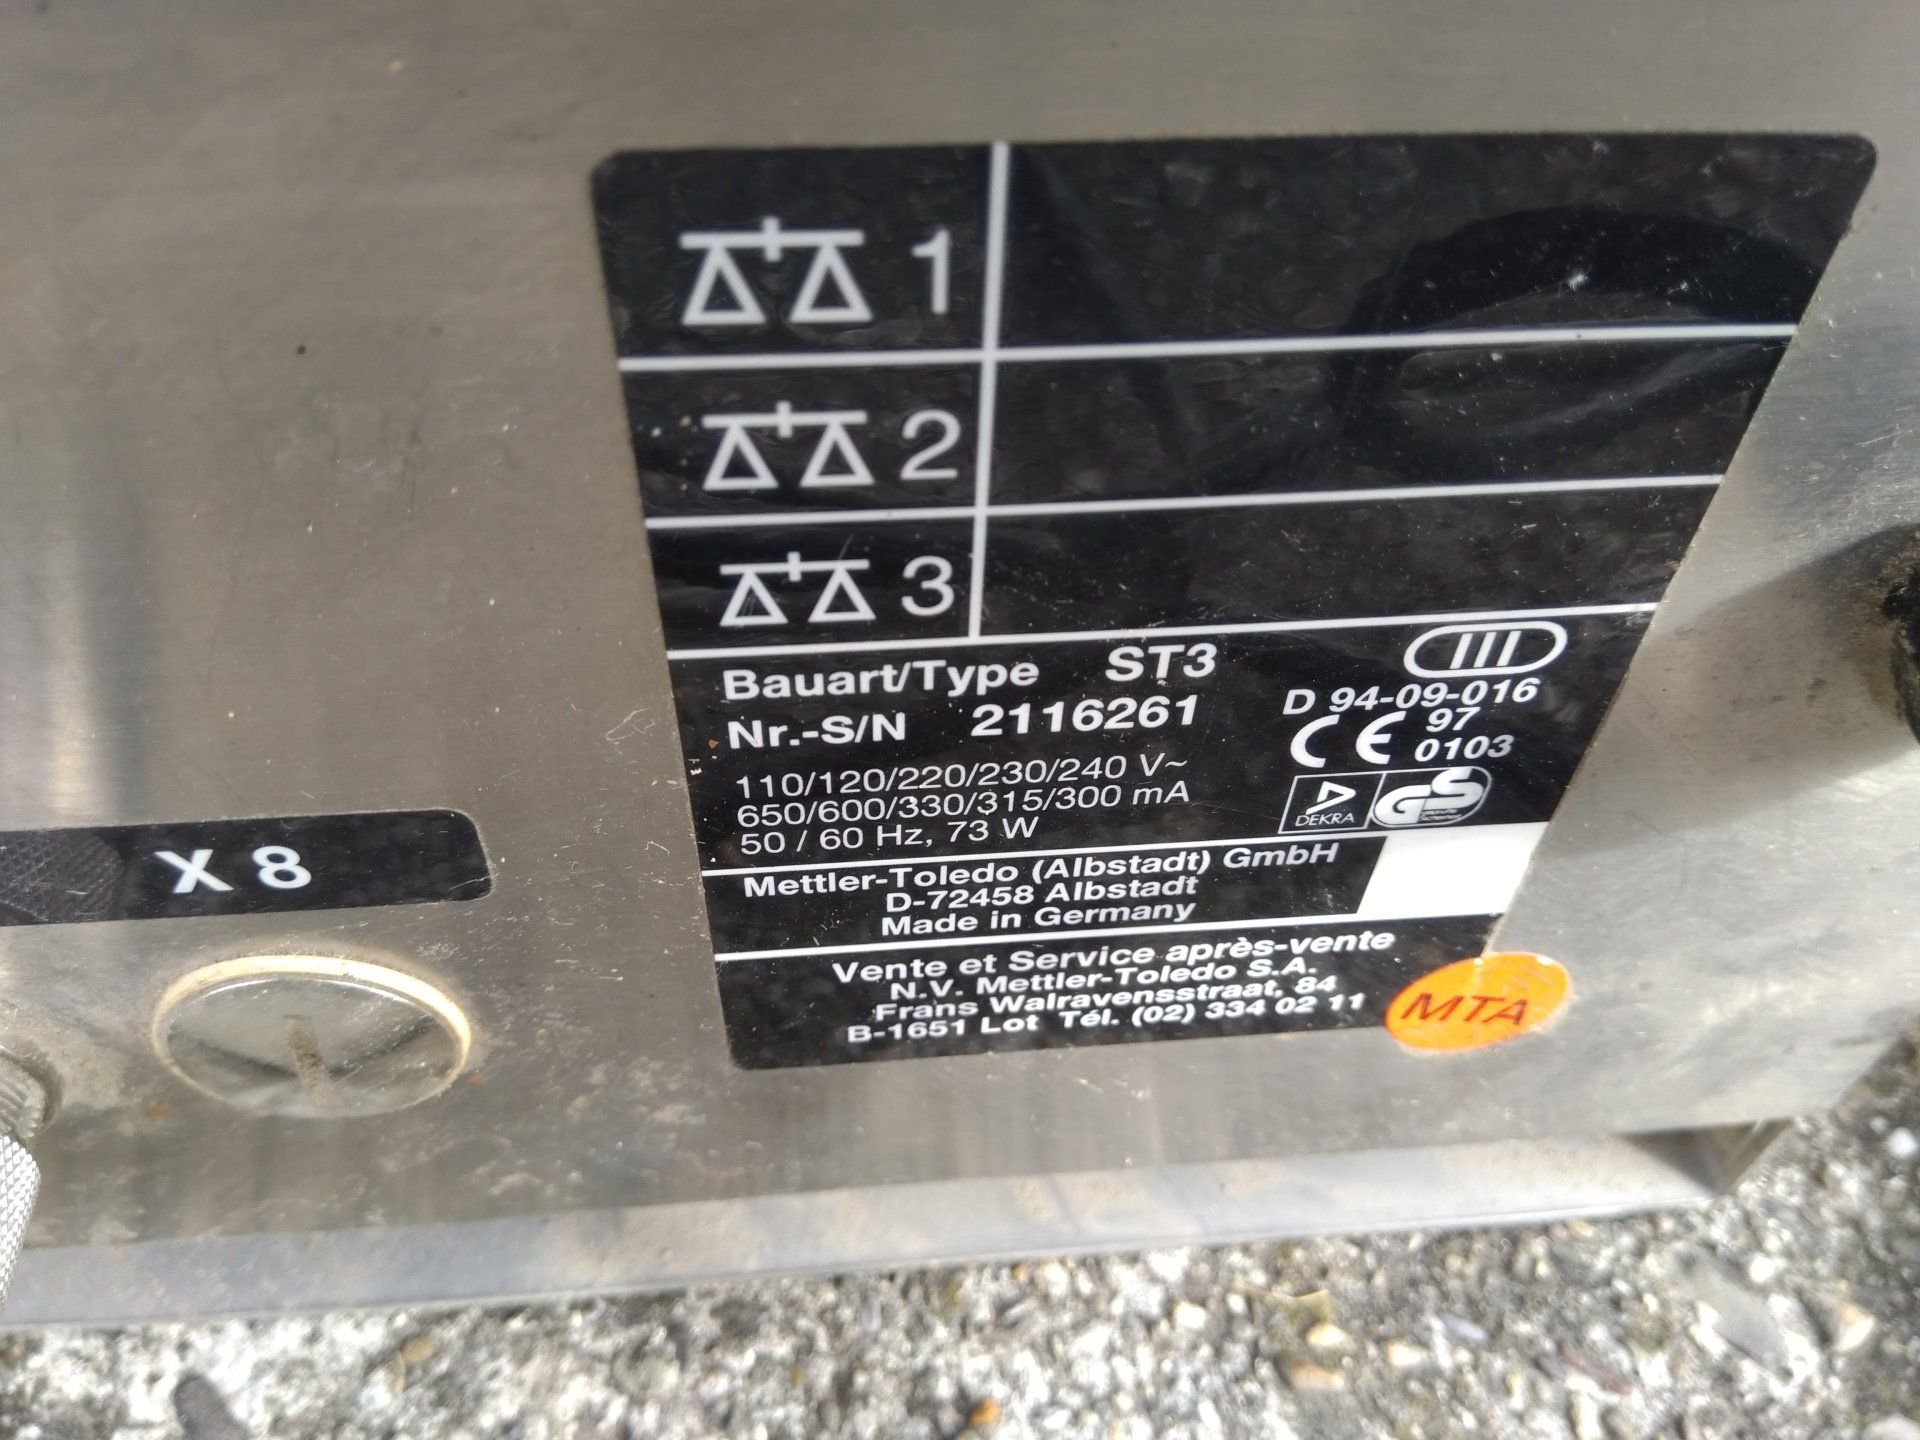 1
2
3
Bauart/Type ST3
III
Nr.-S/N 2116261
D 94-09-016
CE 97
0103
110/120/220/230/240 V~
650/600/330/315/300 mA
50 / 60 Hz, 73 W
DEKRA
GS
Mettler-Toledo (Albstadt) GmbH
D-72458 Albstadt
Made in Germany
Vente et Service après-vente
N.V. Mettler-Toledo S.A.
Frans Walravensstraat, 84
B-1651 Lot Tél. (02) 334 02 11
MTA
X 8